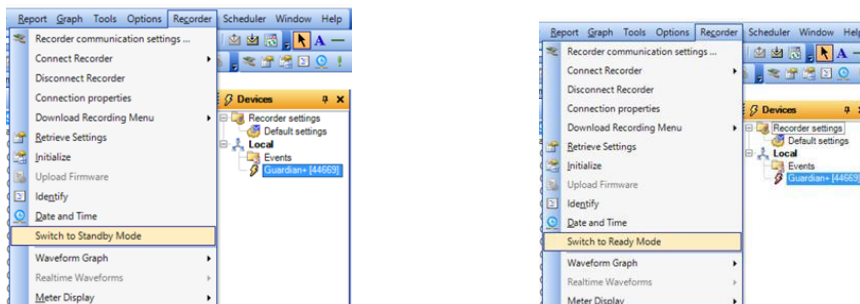 Report Graph Tools Options Recorder Scheduler Window Help
Recorder communication settings ...
Connect Recorder
Disconnect Recorder
Connection properties
Download Recording Menu
Retrieve Settings
Initialize
Upload Firmware
Identify
Date and Time
Switch to Standby Mode
Waveform Graph
Realtime Waveforms
Meter Display
A
Devices
Recorder settings
Default settings
Local
Events
Guardian+ [44669]
Report Graph Tools Options Recorder Scheduler Window Help
Recorder communication settings ...
Connect Recorder
Disconnect Recorder
Connection properties
Download Recording Menu
Retrieve Settings
Initialize
Upload Firmware
Identify
Date and Time
Switch to Ready Mode
Waveform Graph
Realtime Waveforms
Meter Display
A
Devices
Recorder settings
Default settings
Local
Events
Guardian+ [44669]